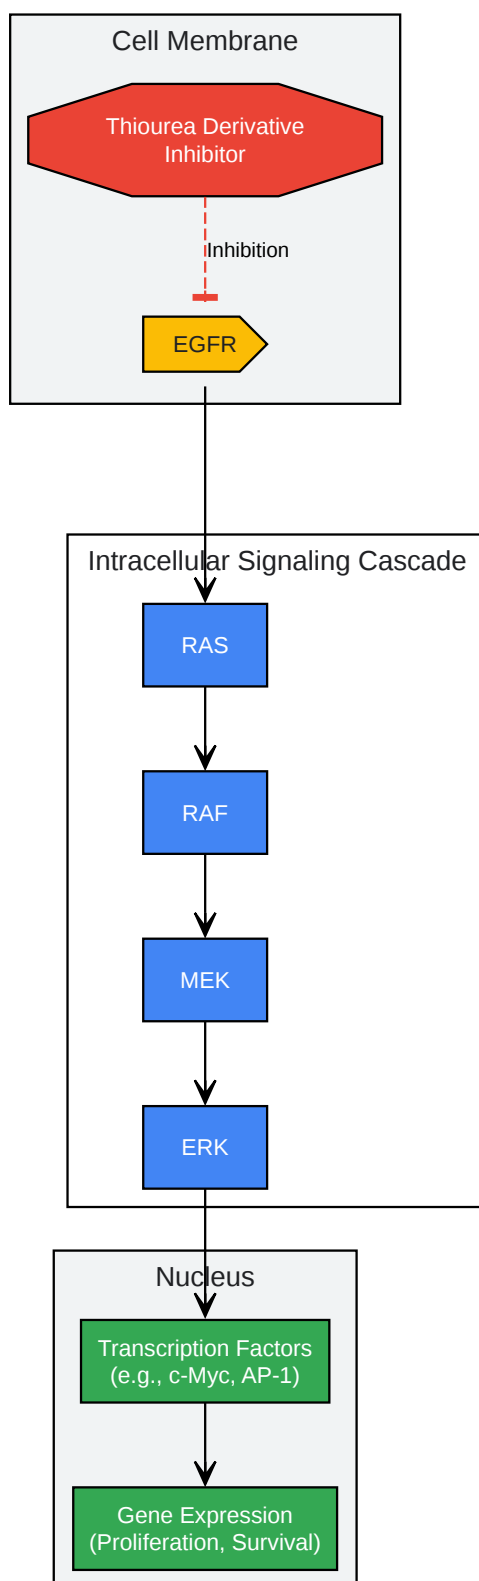 Cell Membrane
Thiourea Derivative
Inhibitor
Inhibition
EGFR
Intracellular Signaling Cascade
RAS
RAF
MEK
ERK
Nucleus
Transcription Factors
(e.g., c-Myc, AP-1)
Gene Expression
(Proliferation, Survival)